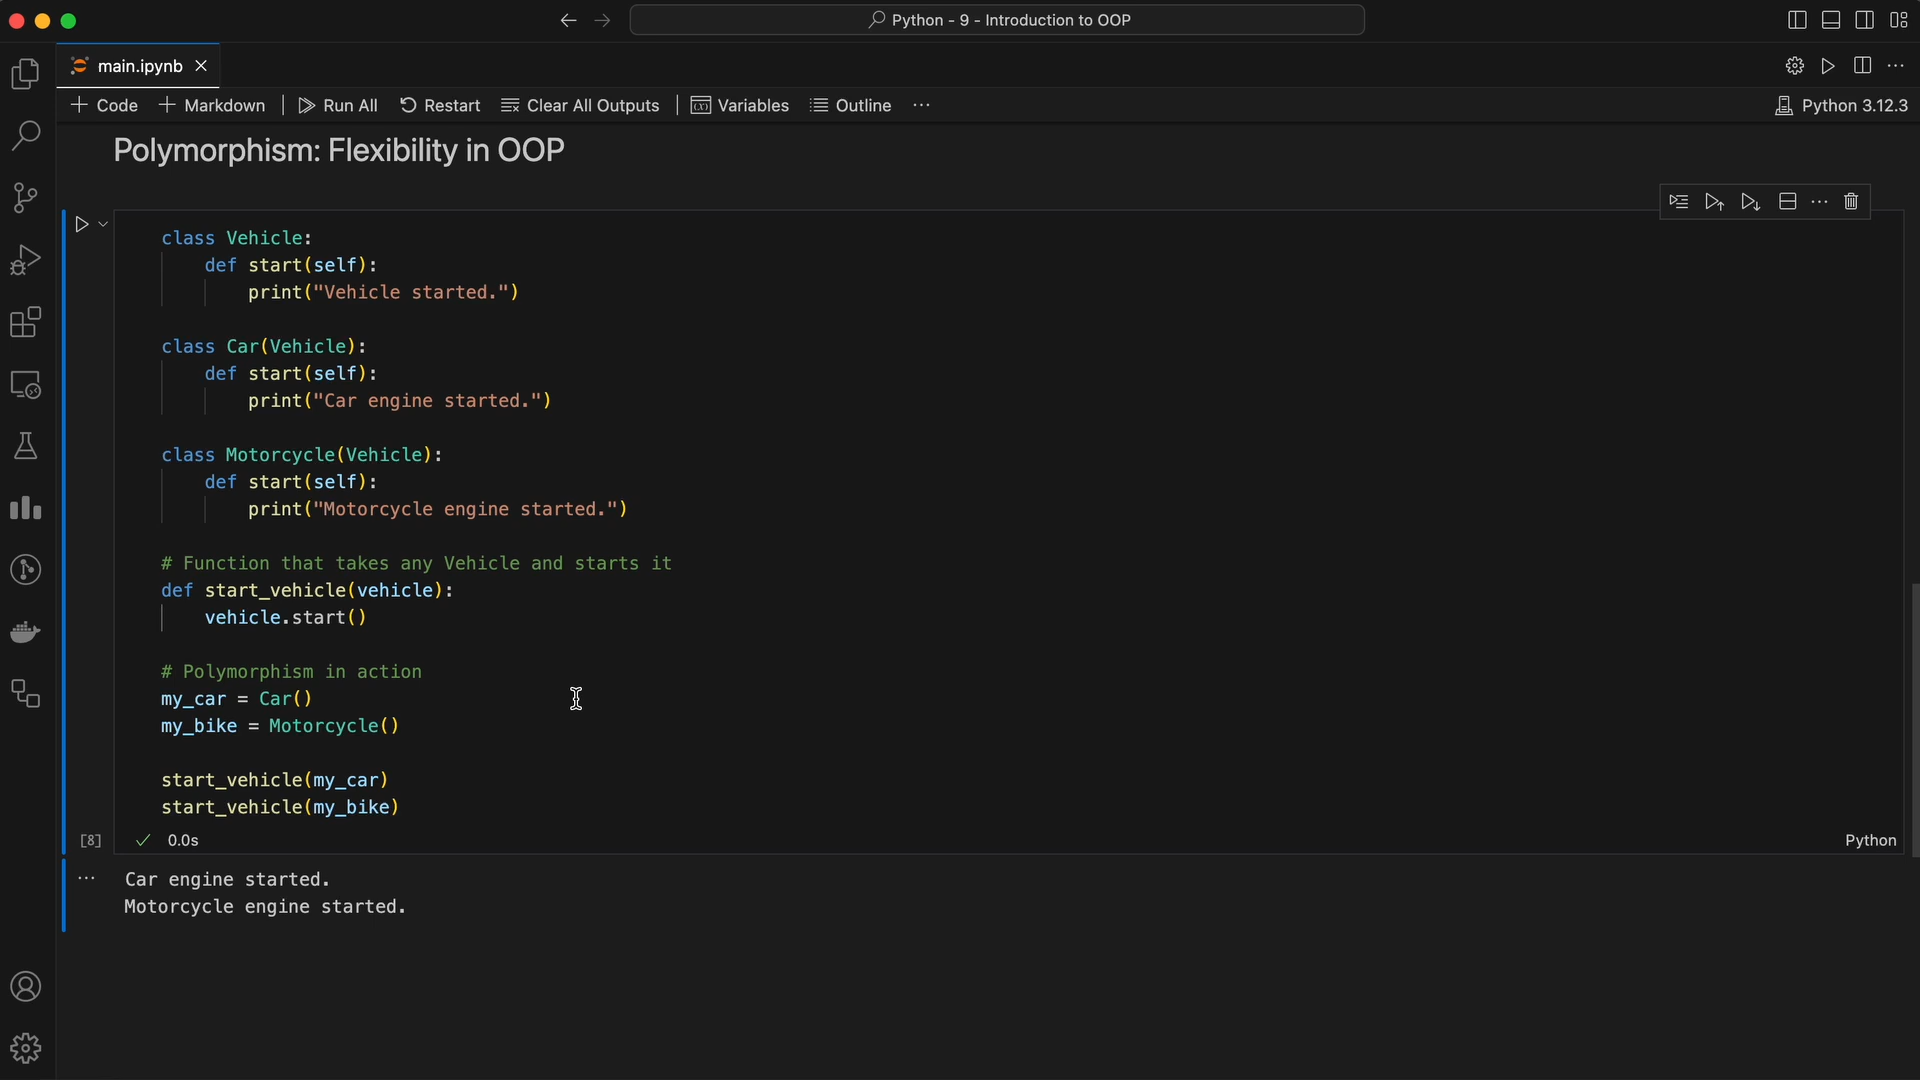 Python - 9 - Introduction to OOP
main.ipynb
Code Markdown Run All Restart Clear All Outputs Variables Outline ... Python 3.12.3
Polymorphism: Flexibility in OOP
class Vehicle:
    def start(self):
        print("Vehicle started.")
class Car(Vehicle):
    def start(self):
        print("Car engine started.")
class Motorcycle(Vehicle):
    def start(self):
        print("Motorcycle engine started.")
# Function that takes any Vehicle and starts it
def start_vehicle(vehicle):
    vehicle.start()
# Polymorphism in action
my_car = Car()
my_bike = Motorcycle()
start_vehicle(my_car)
start_vehicle(my_bike)
[8] 0.0s Python
... Car engine started.
Motorcycle engine started.